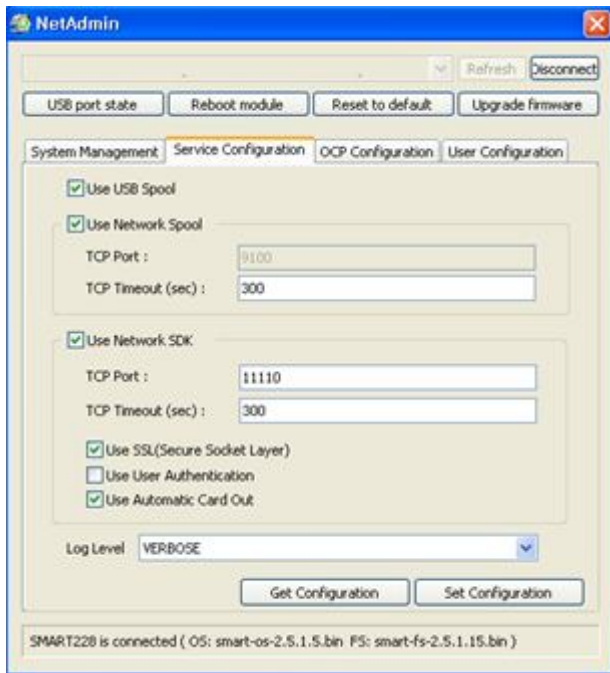 NetAdmin
Refresh Disconnect
USB port state Reboot module Reset to default Upgrade firmware
System Management Service Configuration OCP Configuration User Configuration
Use USB Spool
Use Network Spool
TCP Port : 9100
TCP Timeout (sec) : 300
Use Network SDK
TCP Port : 11110
TCP Timeout (sec) : 300
Use SSL(Secure Socket Layer)
Use User Authentication
Use Automatic Card Out
Log Level VERBOSE
Get Configuration Set Configuration
SMART228 is connected ( OS: smart-os-2.5.1.5.bin FS: smart-fs-2.5.1.15.bin )